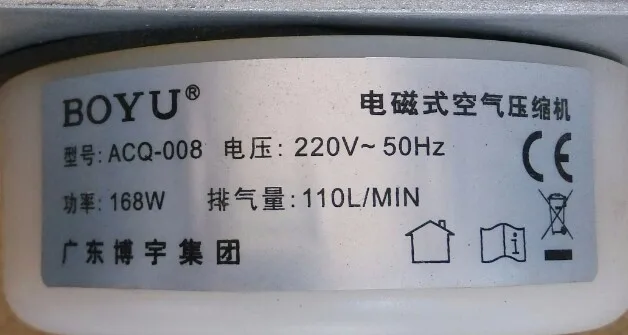 BOYU® 电磁式空气压缩机
型号: ACQ-008 电压: 220V~ 50Hz
功率: 168W 排气量: 110L/MIN
广东博宇集团
CE
i